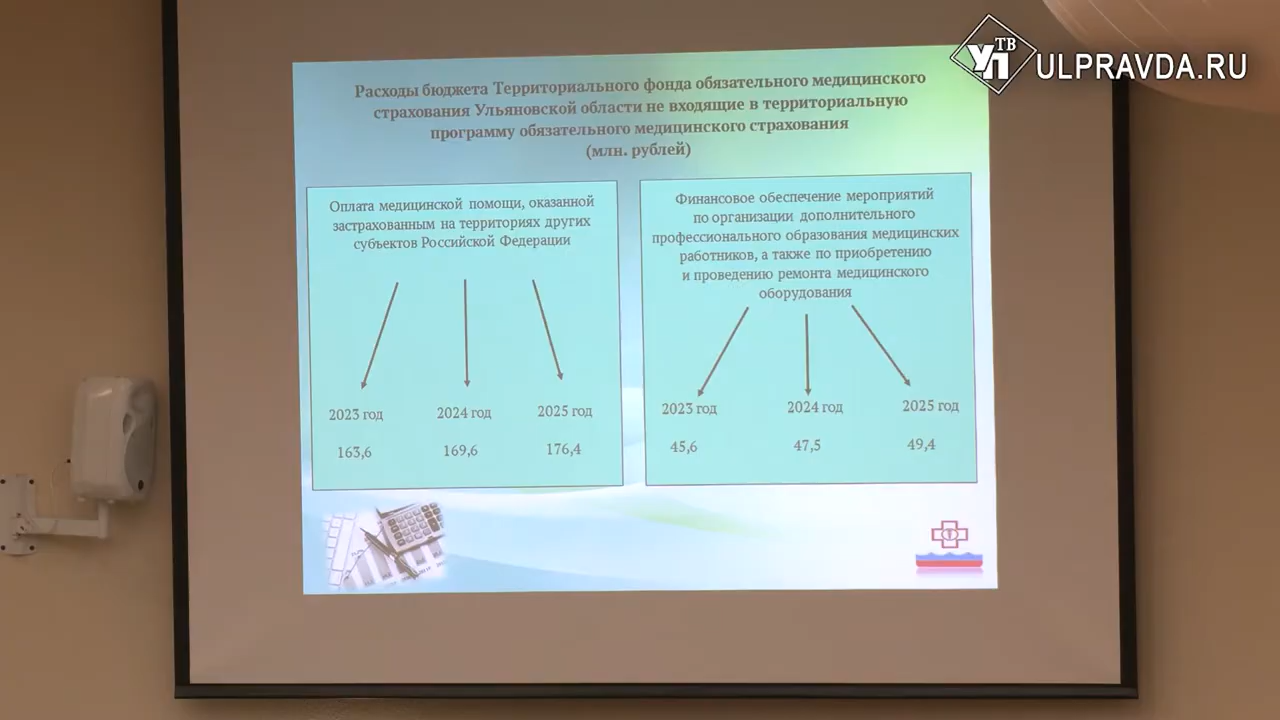 УП ТВ
ULPRAVDA.RU
Расходы бюджета Территориального фонда обязательного медицинского
страхования Ульяновской области не входящие в территориальную
программу обязательного медицинского страхования
(млн. рублей)
Оплата медицинской помощи, оказанной
застрахованным на территориях других
субъектов Российской Федерации
2023 год 2024 год 2025 год
163,6 169,6 176,4
Финансовое обеспечение мероприятий
по организации дополнительного
профессионального образования медицинских
работников, а также по приобретению
и проведению ремонта медицинского
оборудования
2023 год 2024 год 2025 год
45,6 47,5 49,4